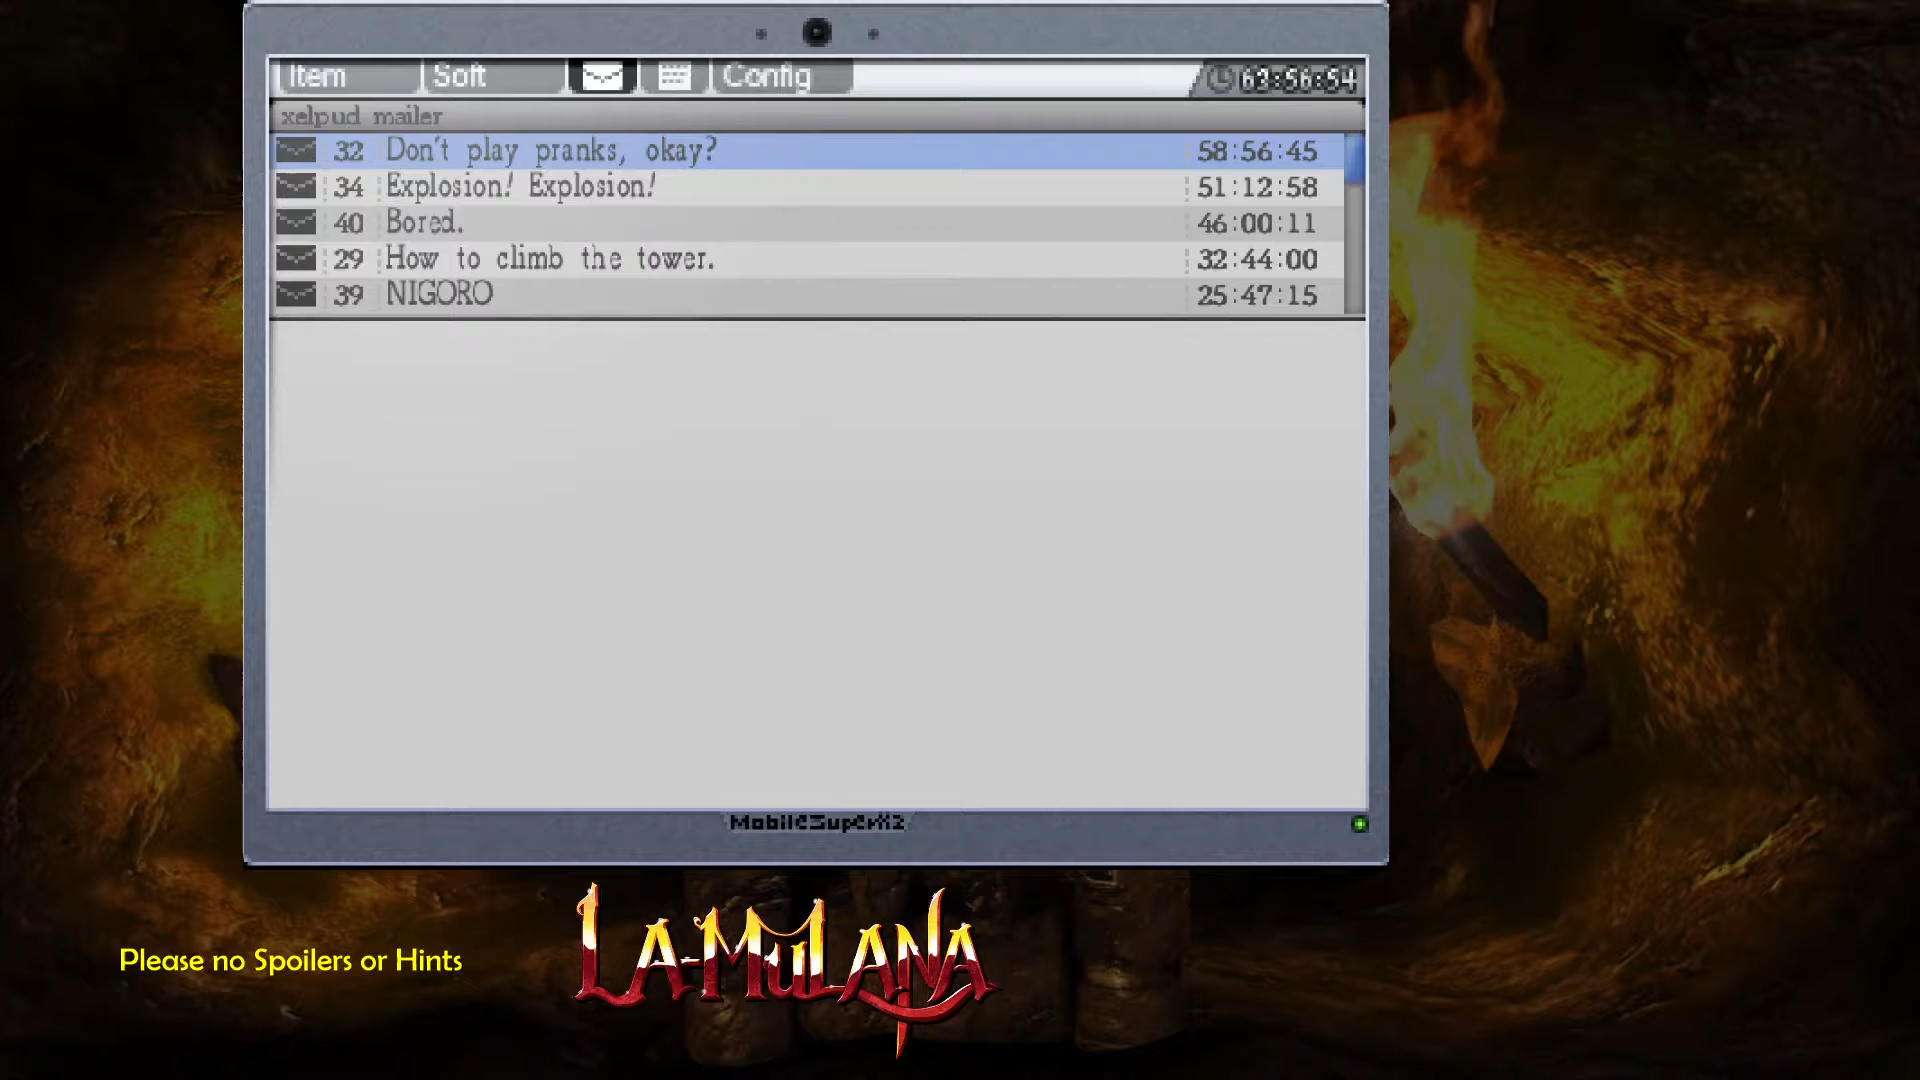 Item Soft Config 62:56:54
xelpud mailer
32 Don't play pranks, okay? 58:56:45
34 Explosion! Explosion! 51:12:58
40 Bored. 46:00:11
29 How to climb the tower. 32:44:00
39 NIGORO 25:47:15
MobileSuperX2
Please no Spoilers or Hints
LA-MULANA